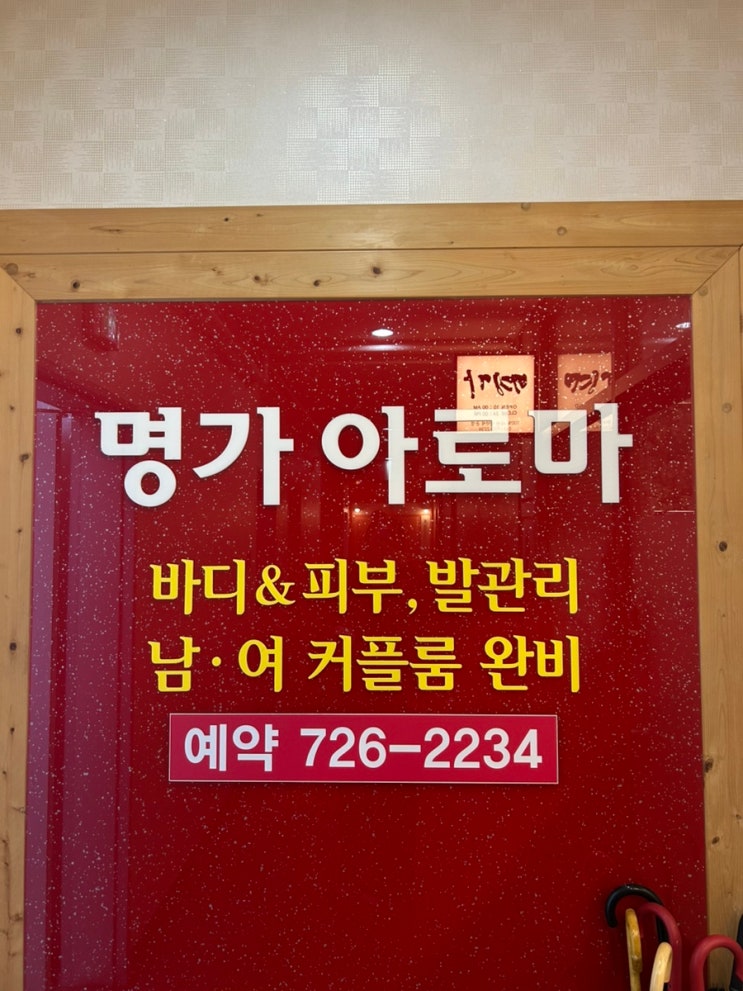 명가 아로마
바디&피부, 발관리
남·여 커플룸 완비
예약 726-2234